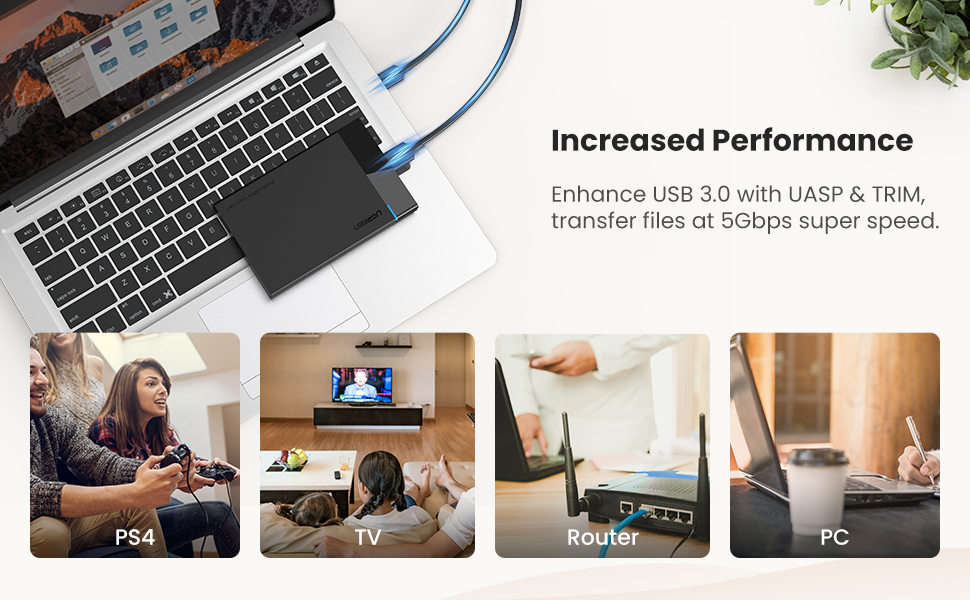 Increased Performance
Enhance USB 3.0 with UASP & TRIM,
transfer files at 5Gbps super speed.
UGREEN
PS4
TV
Router
PC